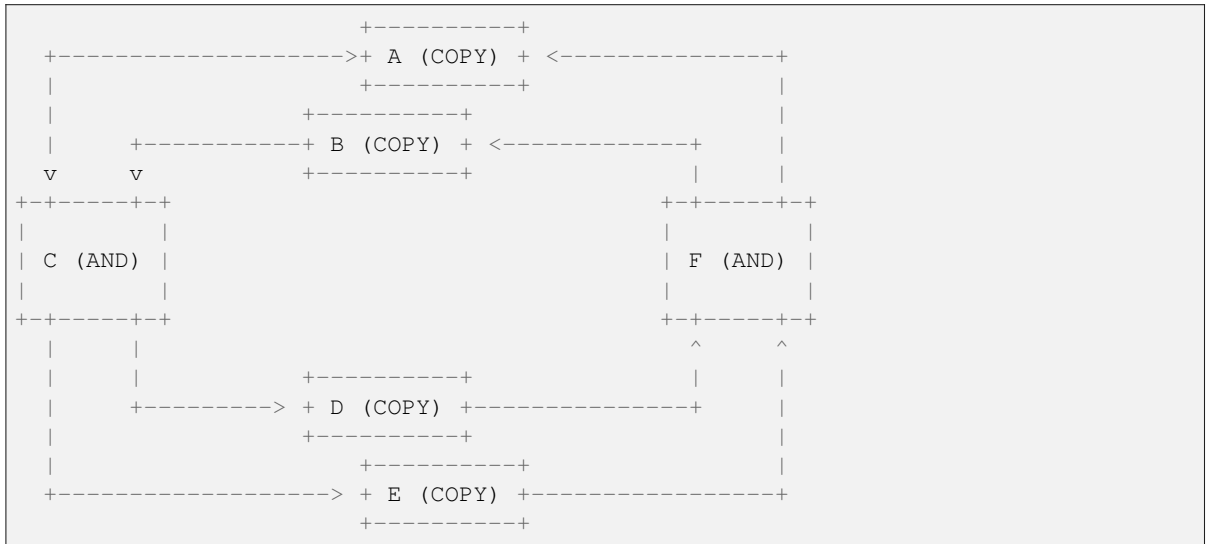 +----------+
  +-------------------->+ A (COPY) + <---------------+
  |                     +----------+                 |
  |                 +----------+                     |
  |     +-----------+ B (COPY) + <-------------+     |
  v     v           +----------+               |     |
+-+-----+-+                                  +-+-----+-+
|         |                                  |         |
| C (AND) |                                  | F (AND) |
|         |                                  |         |
+-+-----+-+                                  +-+-----+-+
  |     |                                      ^     ^
  |     |           +----------+               |     |
  |     +---------> + D (COPY) +---------------+     |
  |                 +----------+                     |
  |                     +----------+                 |
  +-------------------> + E (COPY) +-----------------+
                        +----------+